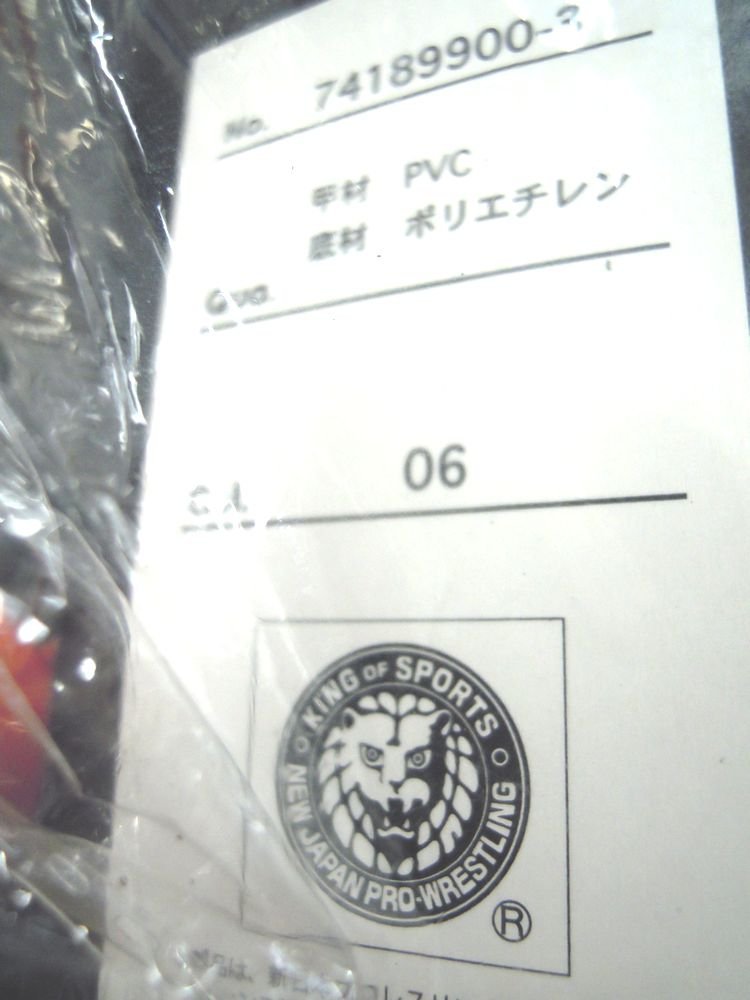 No. 74189900-
甲材 PVC
底材 ポリエチレン
Qua.
06
KING OF SPORTS
NEW JAPAN PRO-WRESTLING
®